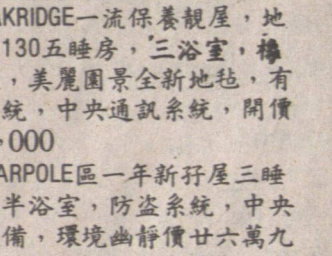 AKRIDGE一流保養靚屋，地
130五睡房，三浴室，橡
，美麗園景全新地毡，有
統，中央通訊系統，開價
，000
ARPOLE區一年新孖屋三睡
半浴室，防盜系統，中央
備，環境幽靜價廿六萬九